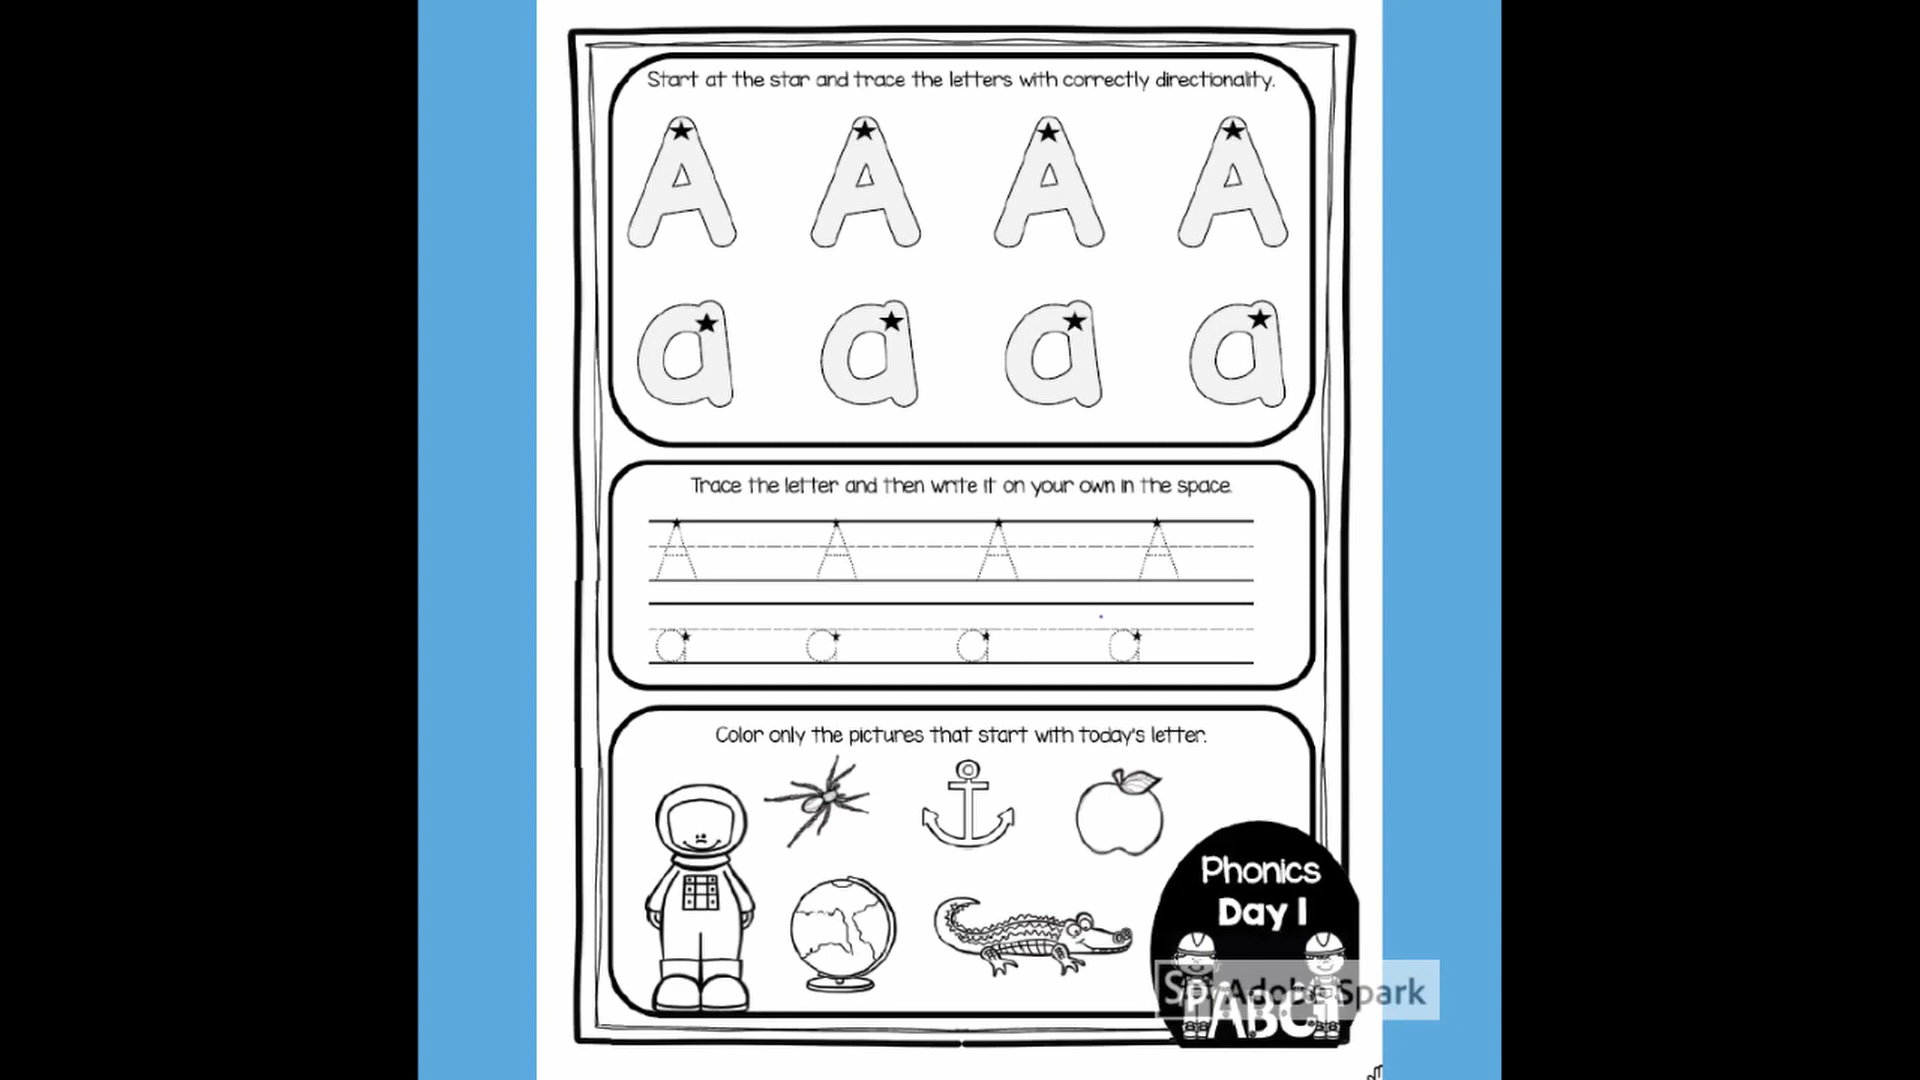 Start at the star and trace the letters with correctly directionality.
A A A A
a a a a
Trace the letter and then write it on your own in the space.
A A A A
a a a a
Color only the pictures that start with today's letter.
Phonics
Day 1
Adobe Spark
ABC